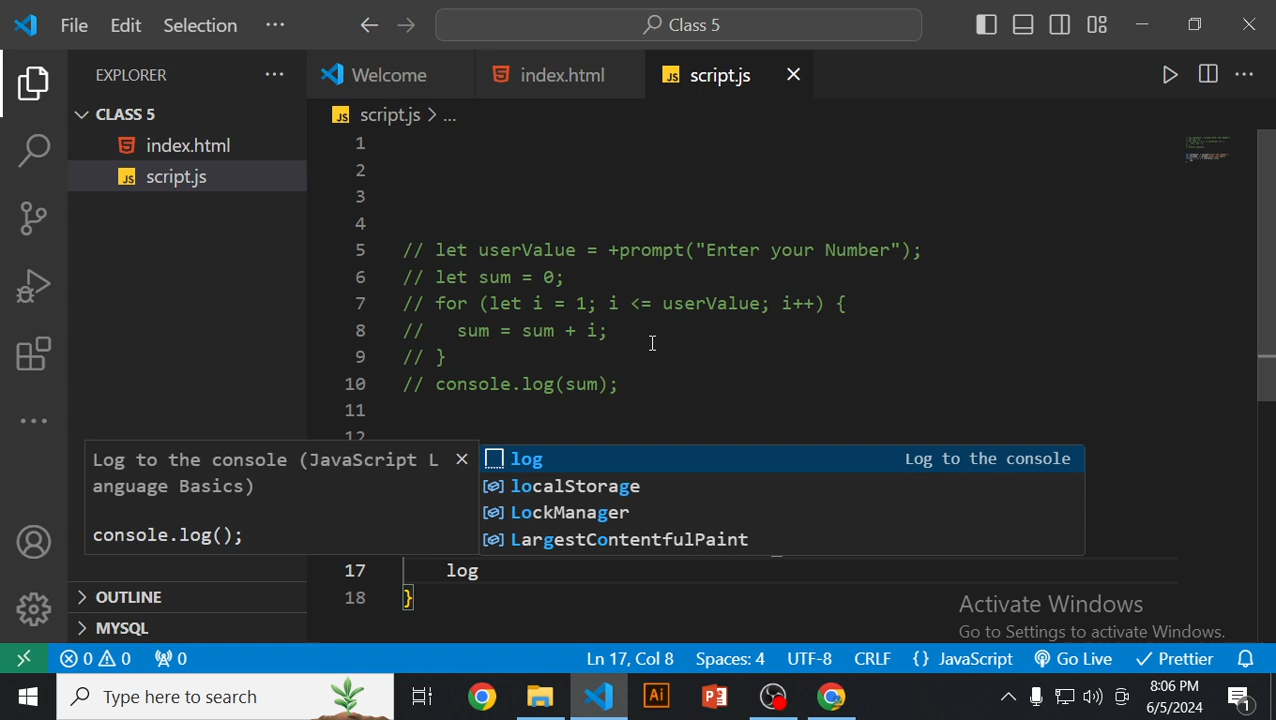 File Edit Selection ··· Class 5
EXPLORER ···
CLASS 5
index.html
script.js
OUTLINE
MYSQL
Welcome index.html script.js
script.js > ...
1
2
3
4
5 // let userValue = +prompt("Enter your Number");
6 // let sum = 0;
7 // for (let i = 1; i <= userValue; i++) {
8 //   sum = sum + i;
9 // }
10 // console.log(sum);
11
12
Log to the console (JavaScript L
anguage Basics)
console.log();
log Log to the console
localStorage
LockManager
LargestContentfulPaint
17     log
18 }
Activate Windows
Go to Settings to activate Windows.
0 0 0 Ln 17, Col 8 Spaces: 4 UTF-8 CRLF {} JavaScript Go Live Prettier
Type here to search
8:06 PM
6/5/2024
1